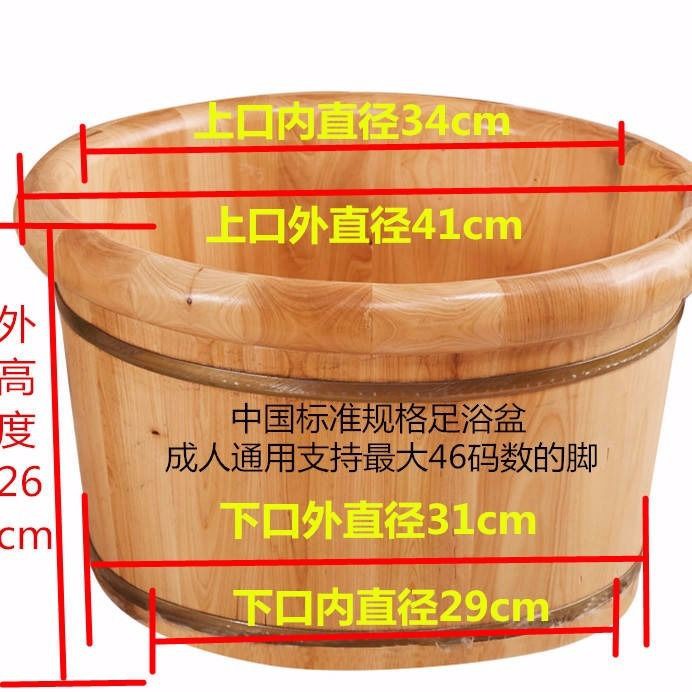 上口内直径34cm
上口外直径41cm
外
高
度
26
cm
中国标准规格足浴盆
成人通用支持最大46码数的脚
下口外直径31cm
下口内直径29cm